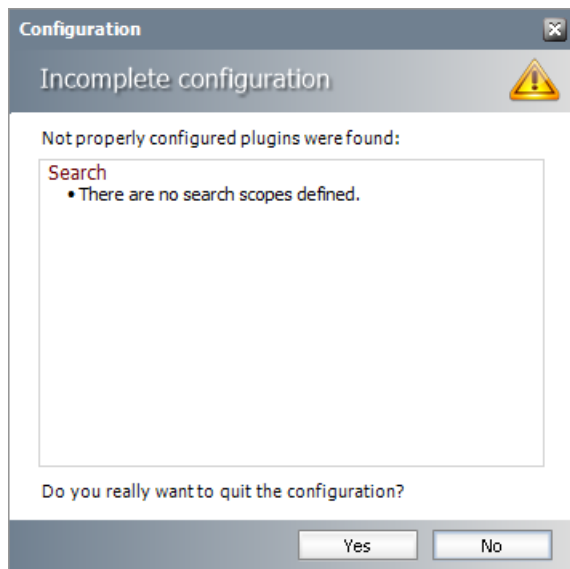 Configuration
Incomplete configuration
Not properly configured plugins were found:
Search
• There are no search scopes defined.
Do you really want to quit the configuration?
Yes No